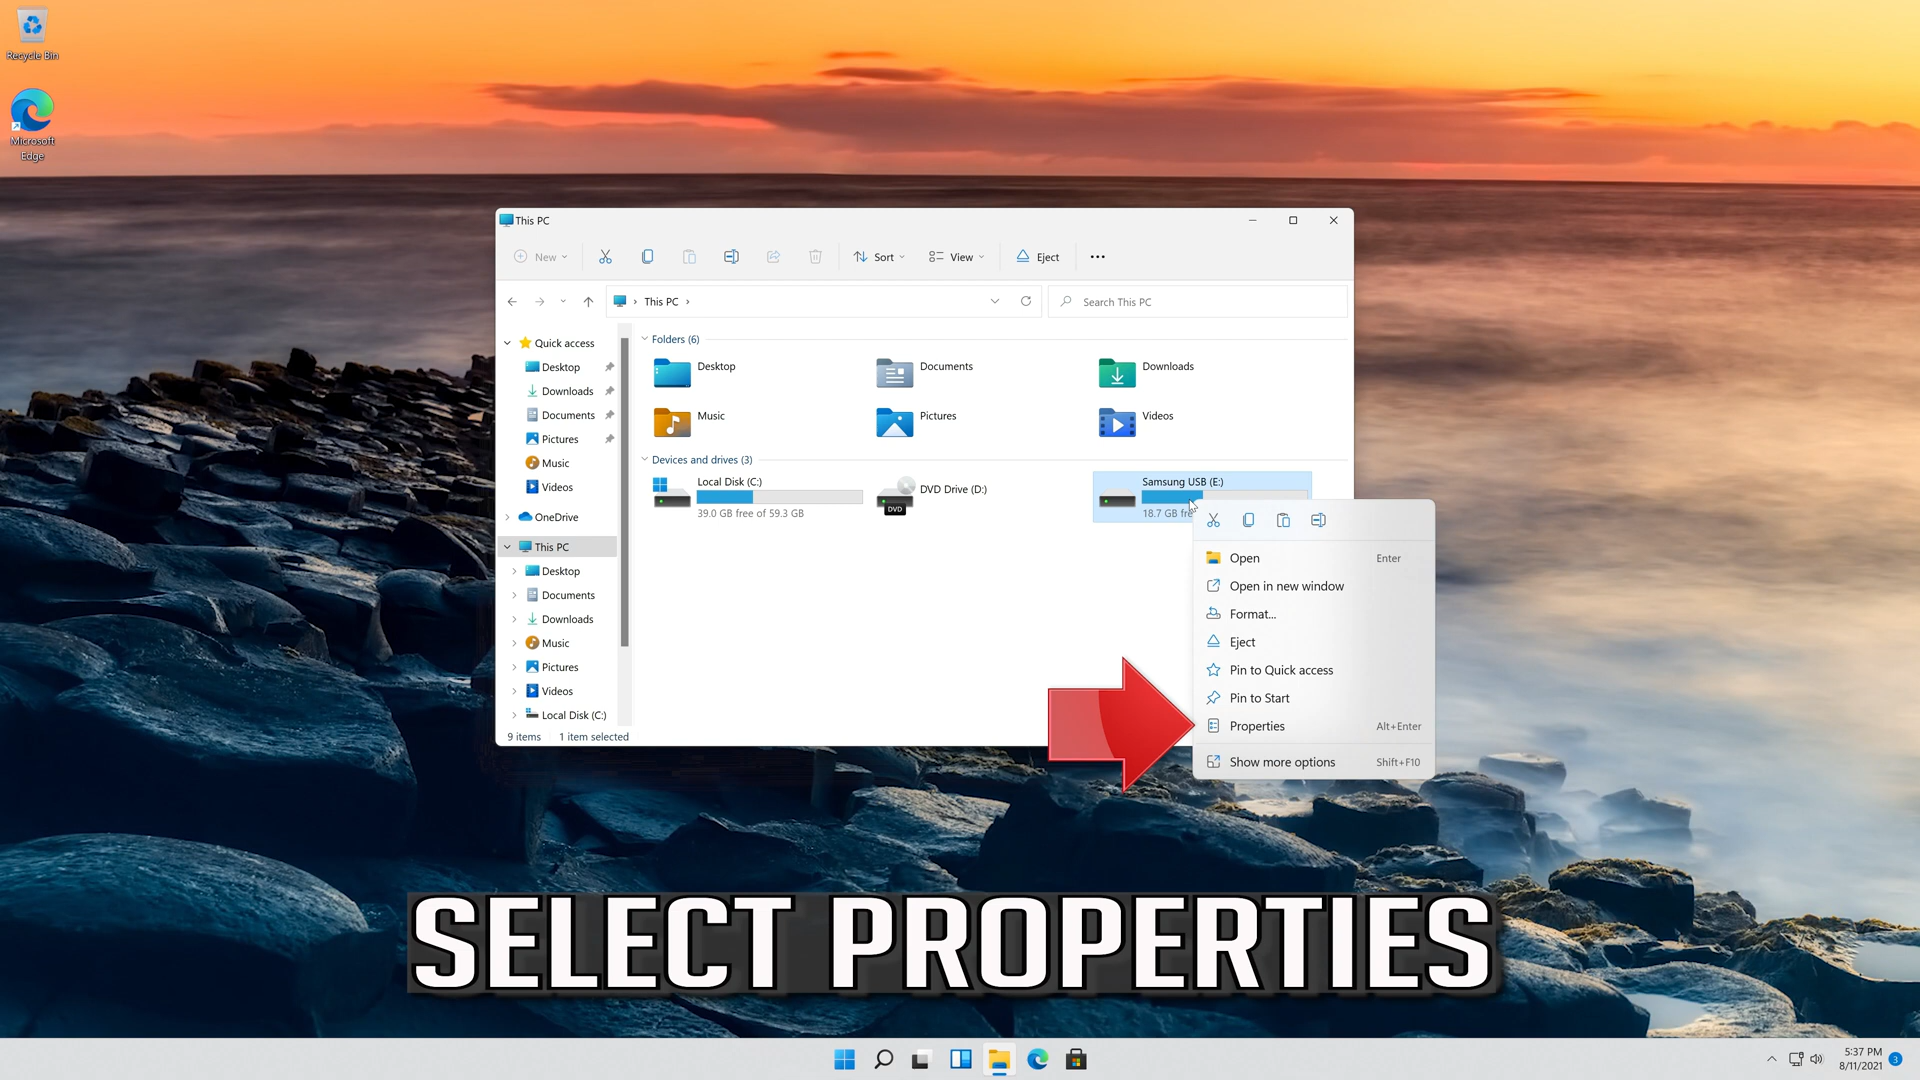 Recycle Bin
Microsoft
Edge
This PC
New
Sort
View
Eject
This PC
Search This PC
Quick access
Desktop
Downloads
Documents
Pictures
Music
Videos
OneDrive
This PC
Desktop
Documents
Downloads
Music
Pictures
Videos
Local Disk (C:)
Folders (6)
Desktop
Documents
Downloads
Music
Pictures
Videos
Devices and drives (3)
Local Disk (C:)
39.0 GB free of 59.3 GB
DVD
DVD Drive (D:)
Samsung USB (E:)
18.7 GB fre
Open Enter
Open in new window
Format...
Eject
Pin to Quick access
Pin to Start
Properties Alt+Enter
Show more options Shift+F10
9 items 1 item selected
SELECT PROPERTIES
5:37 PM
8/11/2021
3